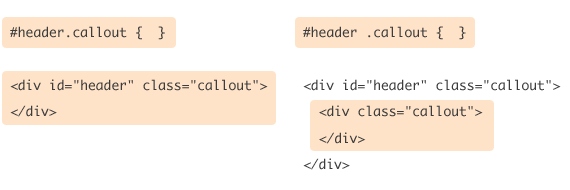 #header.callout {  }
<div id="header" class="callout">
</div>
#header .callout {  }
<div id="header" class="callout">
<div class="callout">
</div>
</div>